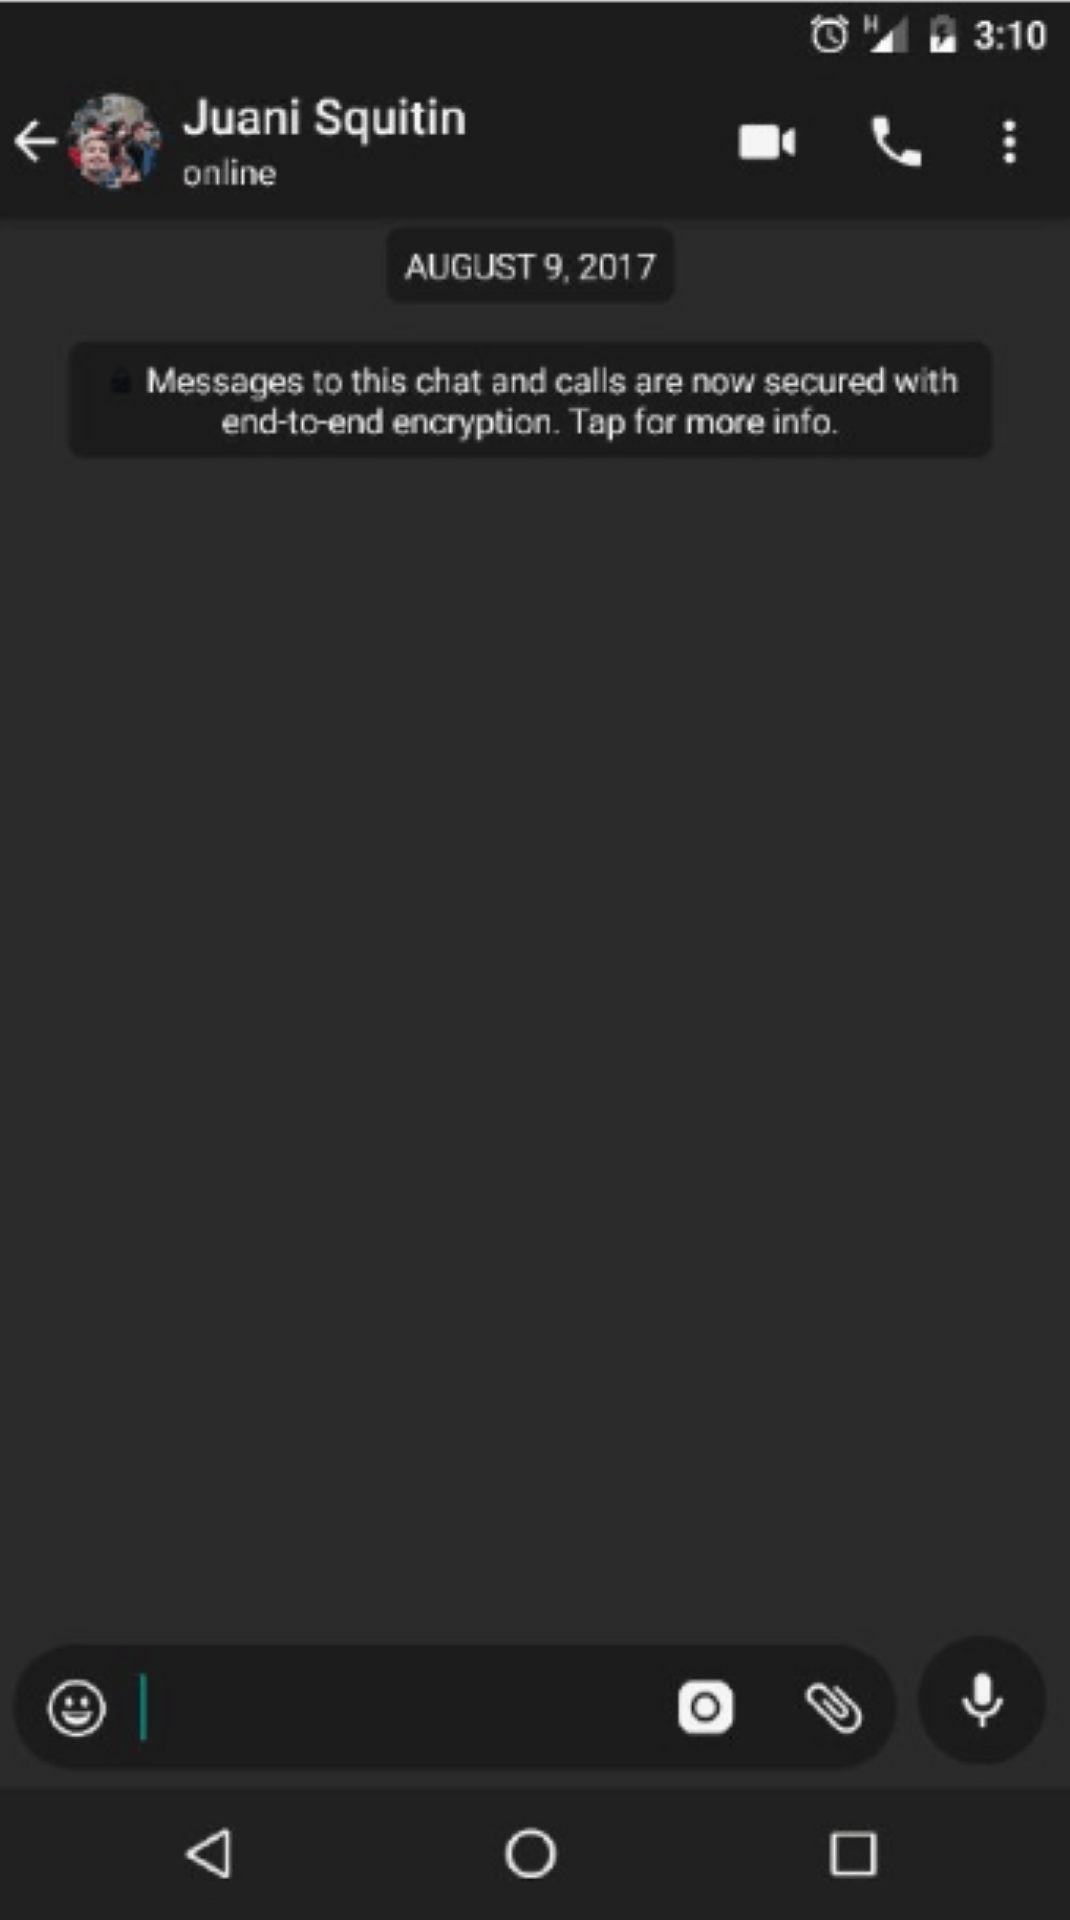 H 3:10
Juani Squitin
online
AUGUST 9, 2017
Messages to this chat and calls are now secured with
end-to-end encryption. Tap for more info.